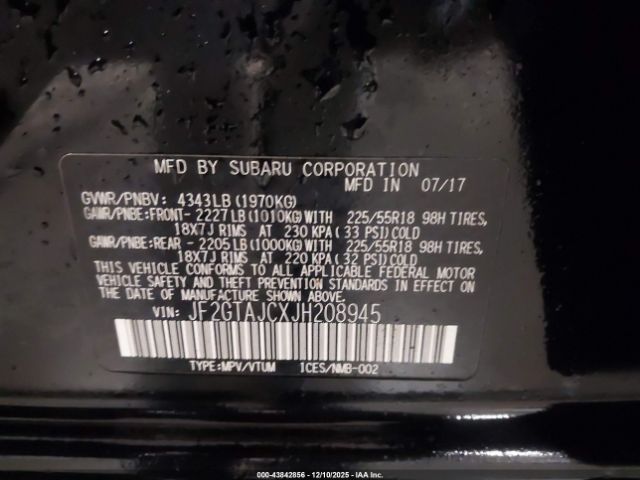 MFD BY SUBARU CORPORATION
MFD IN 07/17
GVWR/PNBV: 4343LB(1970KG)
GAWR/PNBE:FRONT- 2227LB(1010KG)WITH 225/55R18 98H TIRES,
18X7J RIMS AT 230 KPA( 33 PSI)COLD
GAWR/PNBE:REAR - 2205LB(1000KG)WITH 225/55R18 98H TIRES,
18X7J RIMS AT 220 KPA( 32 PSI)COLD
THIS VEHICLE CONFORMS TO ALL APPLICABLE FEDERAL MOTOR
VEHICLE SAFETY AND THEFT PREVENTION STANDARDS IN EFFECT
ON THE DATE OF MANUFACTURE SHOWN ABOVE.
VIN: JF2GTAJCXJH208945
TYPE:MPV/VTUM ICES/NMB-002
000-43842856 - 12/10/2025 - IAA Inc.